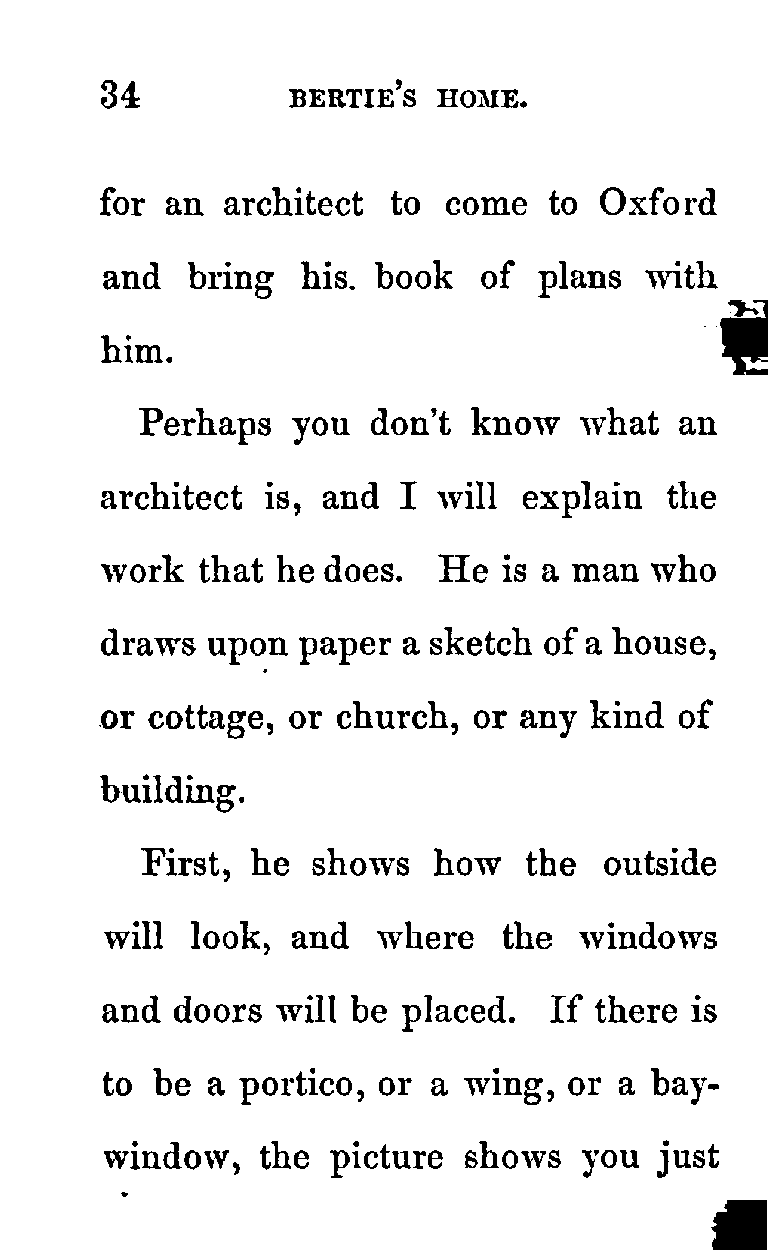 34 BERTIE'S HOME.
for an architect to come to Oxford
and bring his. book of plans with
him.
Perhaps you don't know what an
architect is, and I will explain the
work that he does. He is a man who
draws upon paper a sketch of a house,
or cottage, or church, or any kind of
building.
First, he shows how the outside
will look, and where the windows
and doors will be placed. If there is
to be a portico, or a wing, or a bay-
window, the picture shows you just